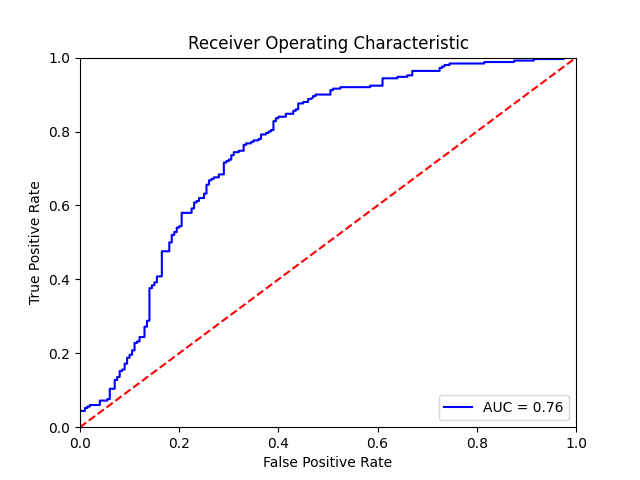 Receiver Operating Characteristic
1.0
0.8
0.6
0.4
0.2
0.0
True Positive Rate
AUC = 0.76
0.0 0.2 0.4 0.6 0.8 1.0
False Positive Rate